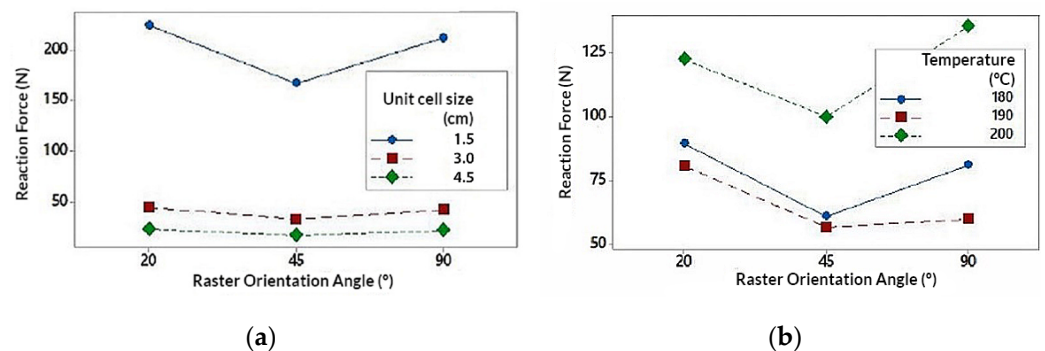 Reaction Force (N)
200
150
100
50
Unit cell size
(cm)
1.5
3.0
4.5
20 45 90
Raster Orientation Angle (°)
(a)
Reaction Force (N)
125
100
75
50
Temperature
(°C)
180
190
200
20 45 90
Raster Orientation Angle (°)
(b)